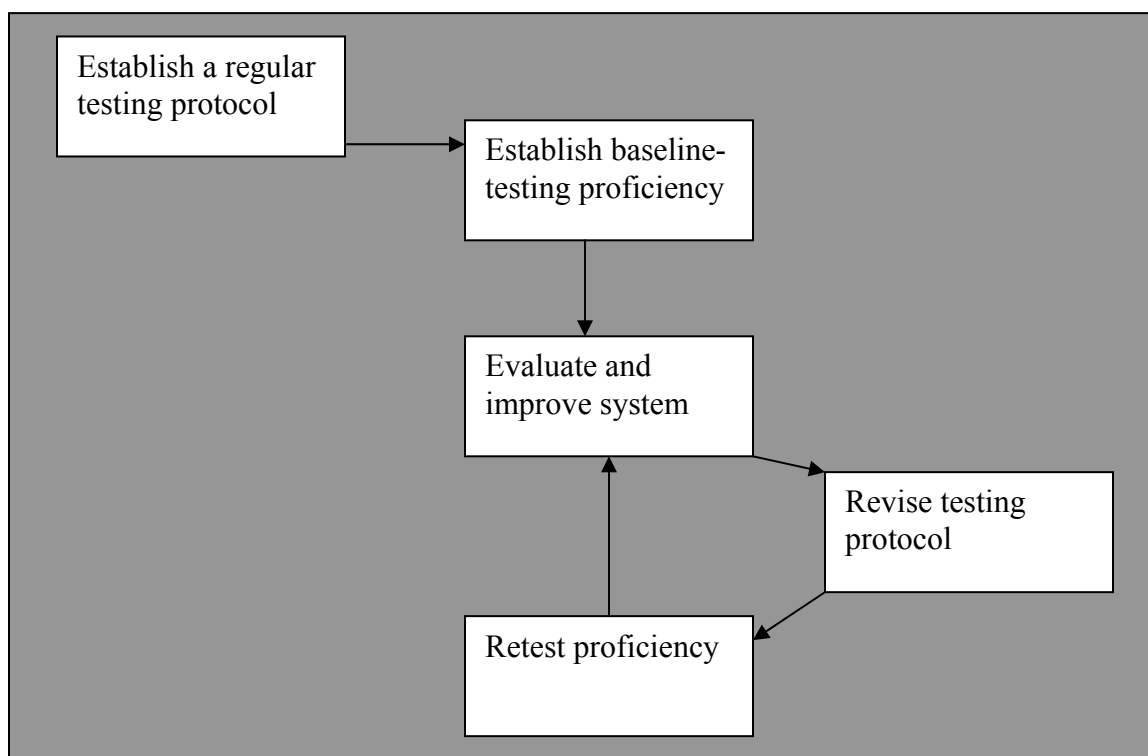 Establish a regular
testing protocol
Establish baseline-
testing proficiency
Evaluate and
improve system
Revise testing
protocol
Retest proficiency